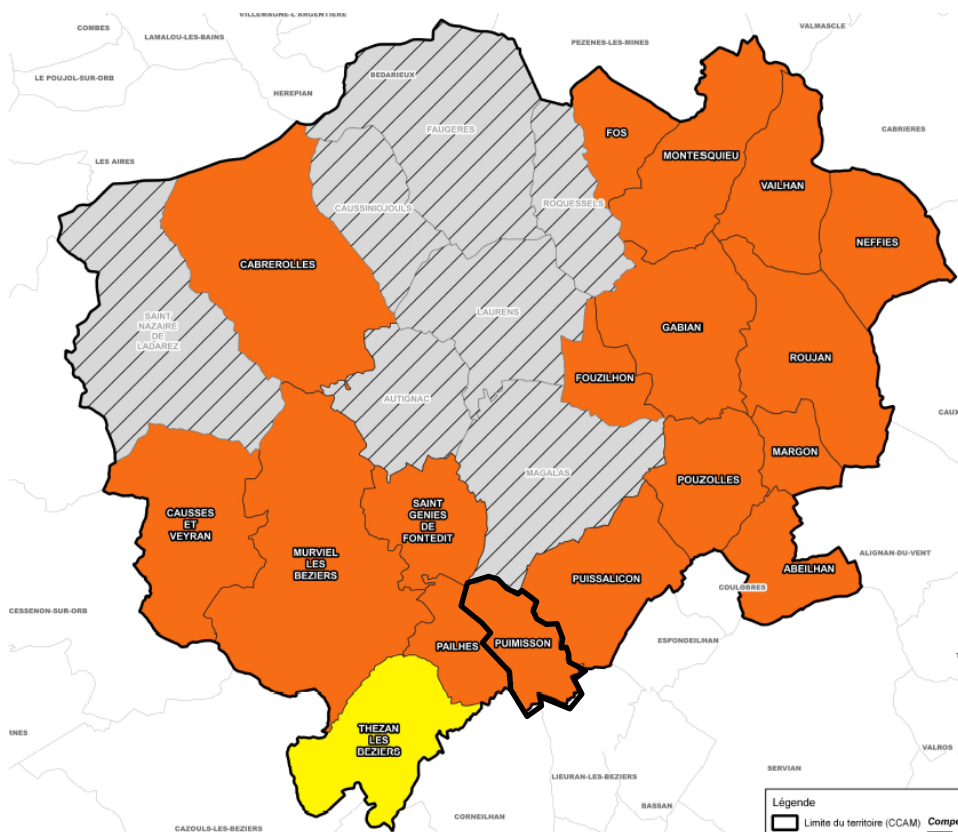 VILLEMAGNE-L'ARGENTIERE
COMBES
LAMALOU-LES-BAINS
VALMASCLE
PEZENES-LES-MINES
LE POUJOL-SUR-ORB
BEDARIEUX
HEREPIAN
FAUGERES
FOS
CABRIERES
MONTESQUIEU
LES AIRES
VAILHAN
ROQUESSELS
CAUSSINIOJOULS
NEFFIES
CABREROLLES
LAURENS
SAINT
NAZAIRE
DE
LADAREZ
GABIAN
ROUJAN
FOUZILHON
AUTIGNAC
CAUX
MARGON
MAGALAS
POUZOLLES
SAINT
GENIES
DE
FONTEDIT
CAUSSES
ET
VEYRAN
MURVIEL
LES
BEZIERS
ALIGNAN-DU-VENT
ABEILHAN
PUISSALICON
COULOBRES
CESSENON-SUR-ORB
ESPONDEILHAN
PAILHES
PUIMISSON
THEZAN
LES
BEZIERS
VALROS
SERVIAN
LIEURAN-LES-BEZIERS
BASSAN
CORNEILHAN
CAZOULS-LES-BEZIERS
Légende
Limite du territoire (CCAM) Compé